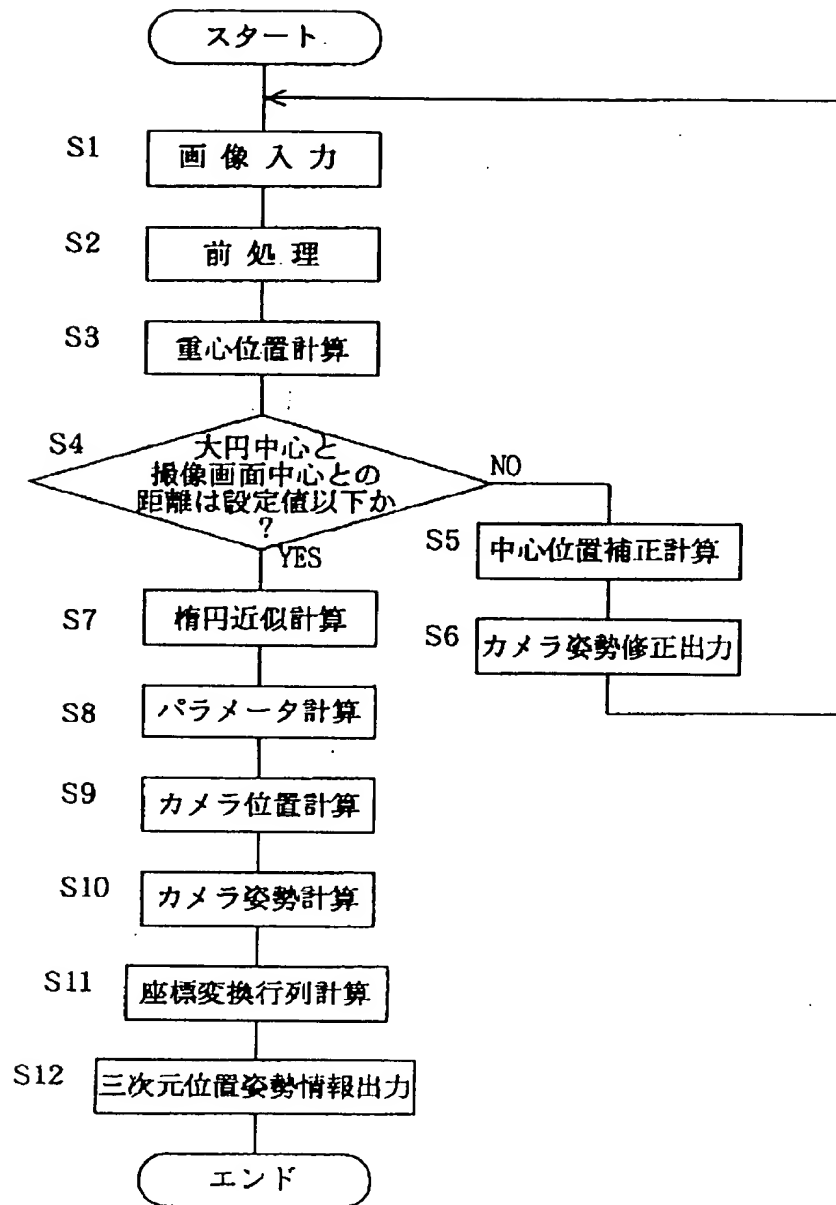 スタート
S1
画像入力
S2
前処理
S3
重心位置計算
S4
大円中心と
撮像画面中心との
距離は設定値以下か
?
NO
YES
S5
中心位置補正計算
S6
カメラ姿勢修正出力
S7
楕円近似計算
S8
パラメータ計算
S9
カメラ位置計算
S10
カメラ姿勢計算
S11
座標変換行列計算
S12
三次元位置姿勢情報出力
エンド